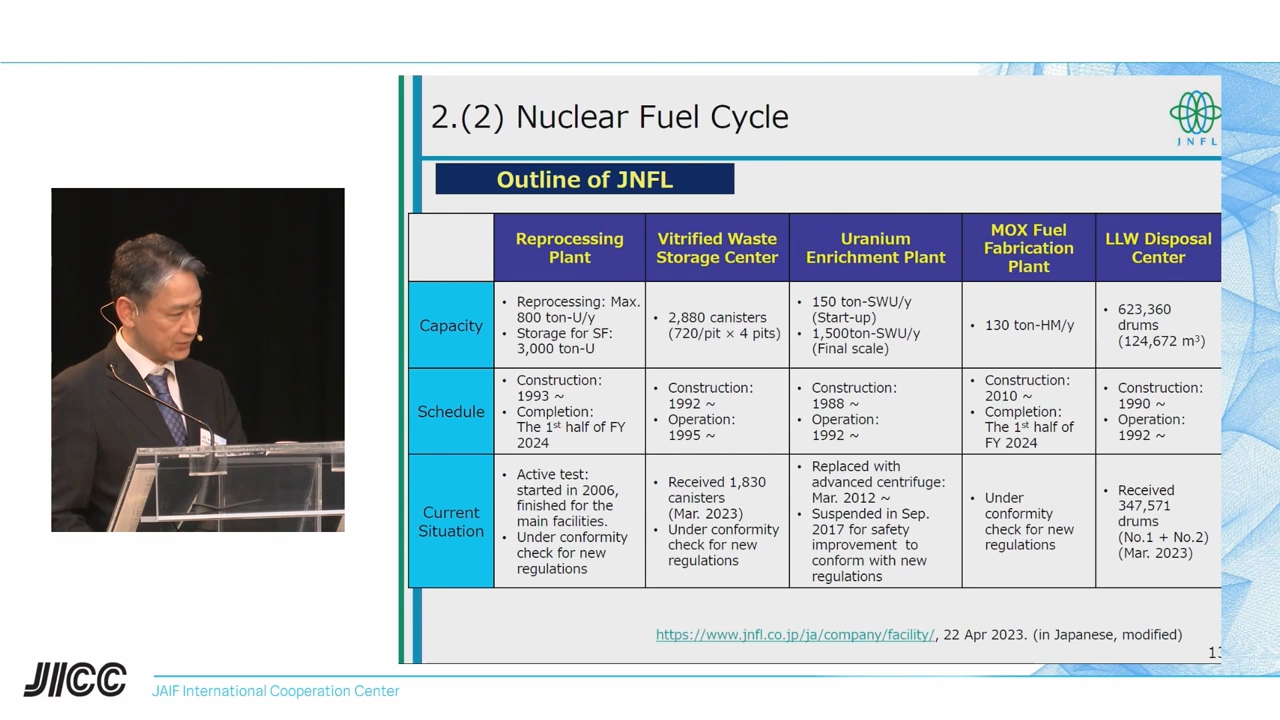 2.(2) Nuclear Fuel Cycle
JNFL
Outline of JNFL
Reprocessing
Plant
Vitrified Waste
Storage Center
Uranium
Enrichment Plant
MOX Fuel
Fabrication
Plant
LLW Disposal
Center
Capacity
• Reprocessing: Max.
800 ton-U/y
• Storage for SF:
3,000 ton-U
• 2,880 canisters
(720/pit × 4 pits)
• 150 ton-SWU/y
(Start-up)
• 1,500ton-SWU/y
(Final scale)
• 130 ton-HM/y
• 623,360
drums
(124,672 m³)
Schedule
• Construction:
1993 ~
• Completion:
The 1st half of FY
2024
• Construction:
1992 ~
• Operation:
1995 ~
• Construction:
1988 ~
• Operation:
1992 ~
• Construction:
2010 ~
• Completion:
The 1st half of
FY 2024
• Construction:
1990 ~
• Operation:
1992 ~
Current
Situation
• Active test:
started in 2006,
finished for the
main facilities.
• Under conformity
check for new
regulations
• Received 1,830
canisters
(Mar. 2023)
• Under conformity
check for new
regulations
• Replaced with
advanced centrifuge:
Mar. 2012 ~
• Suspended in Sep.
2017 for safety
improvement to
conform with new
regulations
• Under
conformity
check for new
regulations
• Received
347,571
drums
(No.1 + No.2)
(Mar. 2023)
https://www.jnfl.co.jp/ja/company/facility/, 22 Apr 2023. (in Japanese, modified)
JICC
JAIF International Cooperation Center